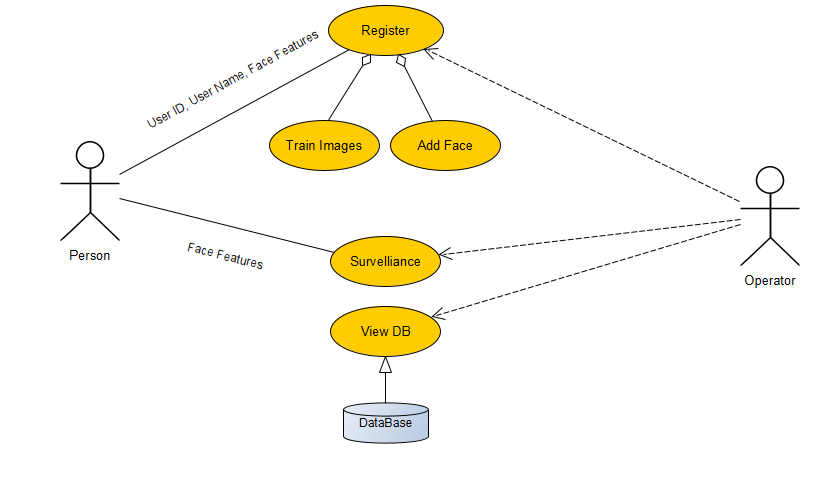 Register
User ID, User Name, Face Features
Train Images
Add Face
Person
Face Features
Survelliance
Operator
View DB
DataBase